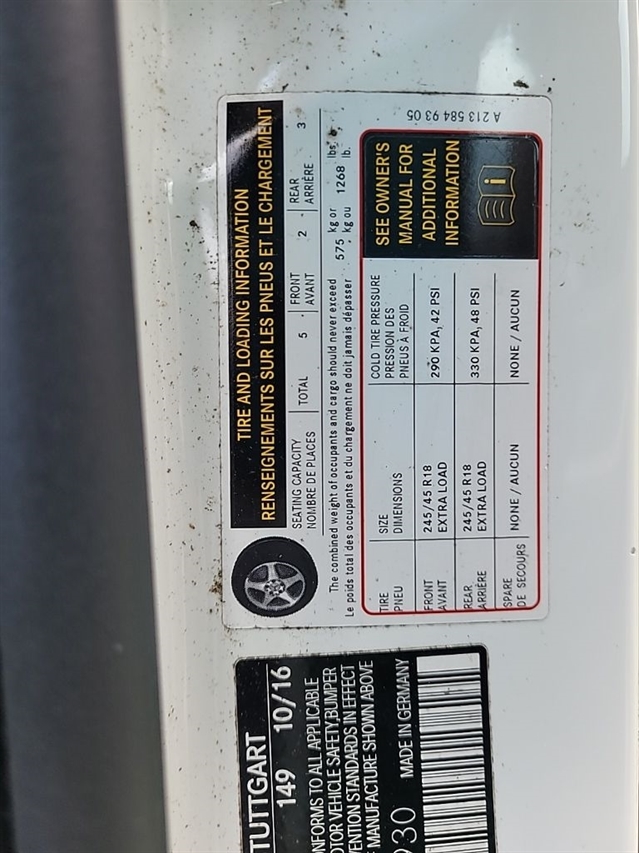 TIRE AND LOADING INFORMATION
RENSEIGNEMENTS SUR LES PNEUS ET LE CHARGEMENT
SEATING CAPACITY
NOMBRE DE PLACES
TOTAL 5
FRONT
AVANT
2
REAR
ARRIÈRE
3
The combined weight of occupants and cargo should never exceed 575 kg or 1268 lbs.
Le poids total des occupants et du chargement ne doit jamais dépasser kg ou lb.
TIRE
PNEU
SIZE
DIMENSIONS
COLD TIRE PRESSURE
PRESSION DES
PNEUS À FROID
FRONT
AVANT
245/45 R18
EXTRA LOAD
290 KPA, 42 PSI
REAR
ARRIÈRE
245/45 R18
EXTRA LOAD
330 KPA, 48 PSI
SPARE
DE SECOURS
NONE / AUCUN
NONE / AUCUN
SEE OWNER'S
MANUAL FOR
ADDITIONAL
INFORMATION
i
A 213 584 93 05
TUTTGART
149 10/16
NFORMS TO ALL APPLICABLE
OTOR VEHICLE SAFETY,BUMPER
VENTION STANDARDS IN EFFECT
MANUFACTURE SHOWN ABOVE
930 MADE IN GERMANY